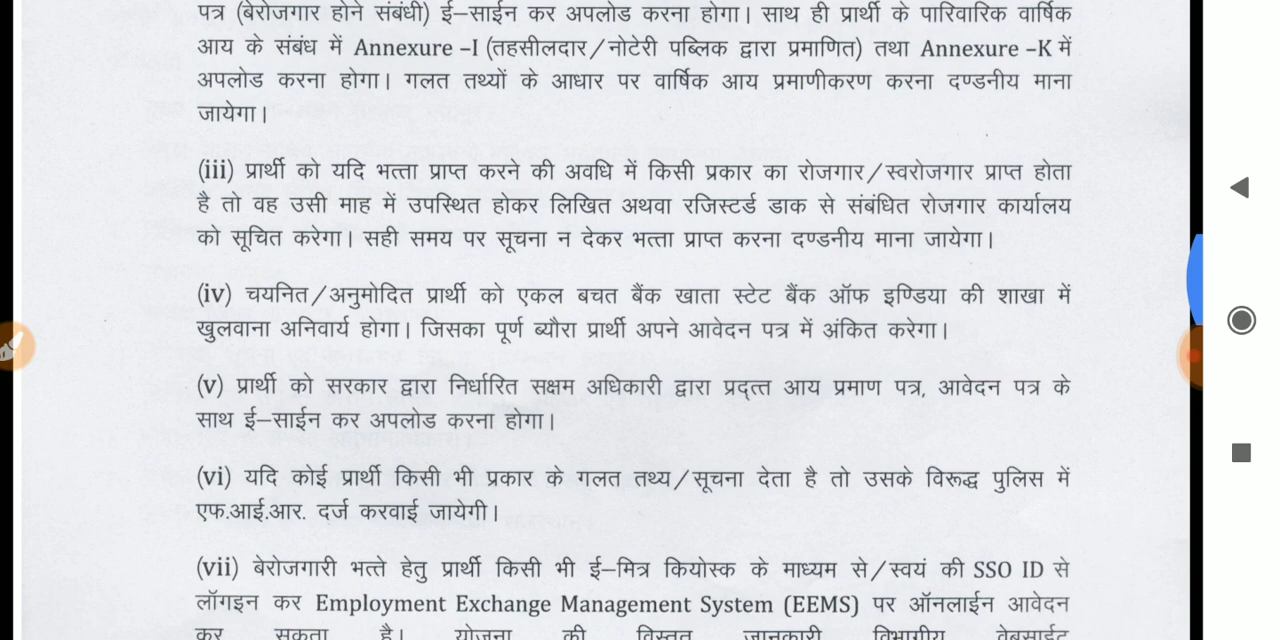 पत्र (बेरोजगार होने संबंधी) ई–साईन कर अपलोड करना होगा। साथ ही प्रार्थी के पारिवारिक वार्षिक
आय के संबंध में Annexure –I (तहसीलदार/नोटेरी पब्लिक द्वारा प्रमाणित) तथा Annexure –K में
अपलोड करना होगा। गलत तथ्यों के आधार पर वार्षिक आय प्रमाणीकरण करना दण्डनीय माना
जायेगा।
(iii) प्रार्थी को यदि भत्ता प्राप्त करने की अवधि में किसी प्रकार का रोजगार/स्वरोजगार प्राप्त होता
है तो वह उसी माह में उपस्थित होकर लिखित अथवा रजिस्टर्ड डाक से संबंधित रोजगार कार्यालय
को सूचित करेगा। सही समय पर सूचना न देकर भत्ता प्राप्त करना दण्डनीय माना जायेगा।
(iv) चयनित/अनुमोदित प्रार्थी को एकल बचत बैंक खाता स्टेट बैंक ऑफ इण्डिया की शाखा में
खुलवाना अनिवार्य होगा। जिसका पूर्ण ब्यौरा प्रार्थी अपने आवेदन पत्र में अंकित करेगा।
(v) प्रार्थी को सरकार द्वारा निर्धारित सक्षम अधिकारी द्वारा प्रदत्त आय प्रमाण पत्र, आवेदन पत्र के
साथ ई–साईन कर अपलोड करना होगा।
(vi) यदि कोई प्रार्थी किसी भी प्रकार के गलत तथ्य/सूचना देता है तो उसके विरूद्ध पुलिस में
एफ.आई.आर. दर्ज करवाई जायेगी।
(vii) बेरोजगारी भत्ते हेतु प्रार्थी किसी भी ई–मित्र कियोस्क के माध्यम से/स्वयं की SSO ID से
लॉगइन कर Employment Exchange Management System (EEMS) पर ऑनलाईन आवेदन
कर सकता है। योजना की विस्तृत जानकारी विभागीय वेबसाईट